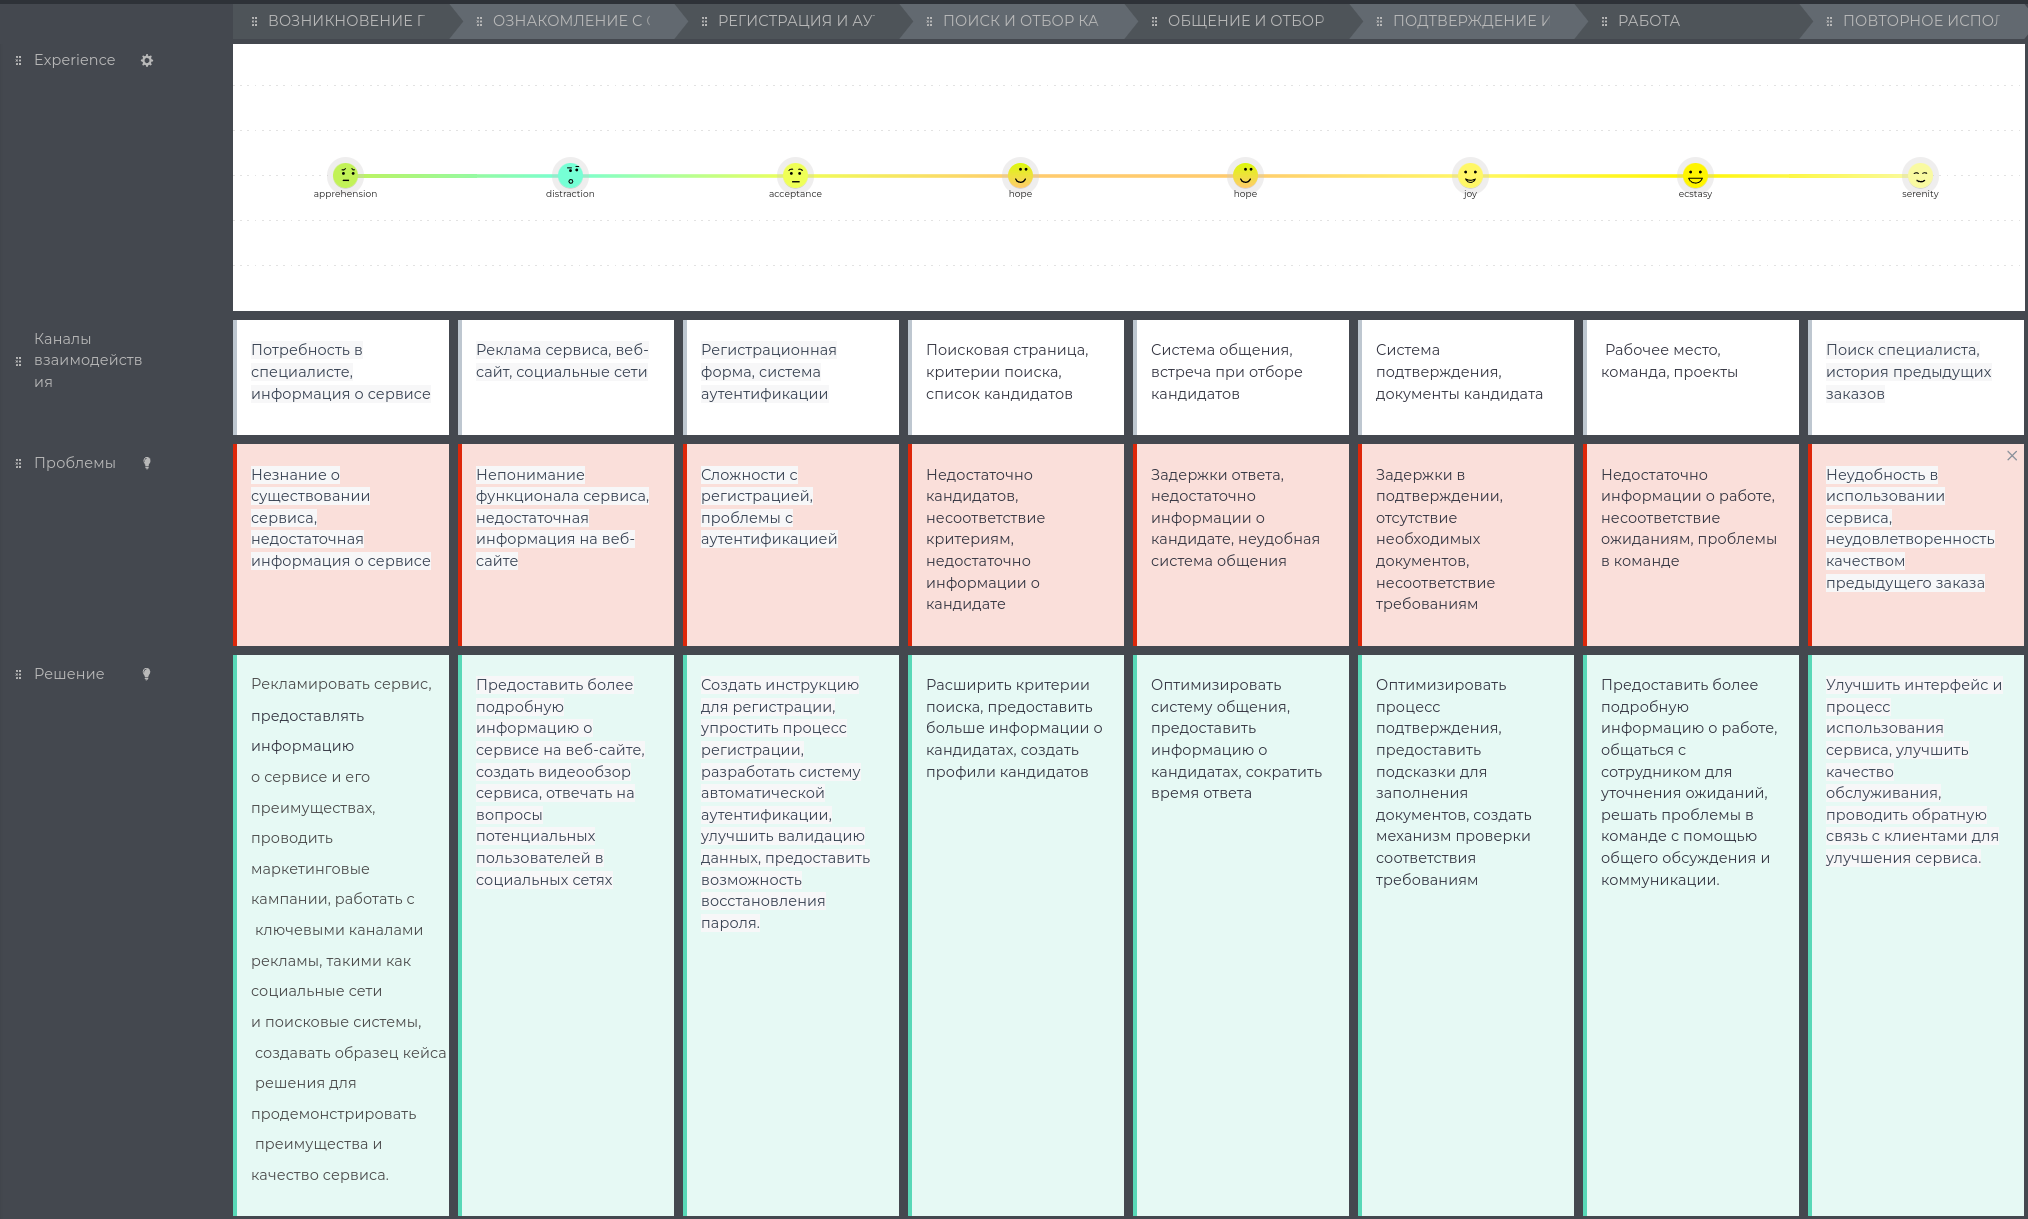 ВОЗНИКНОВЕНИЕ
ОЗНАКОМЛЕНИЕ С
РЕГИСТРАЦИЯ И
ПОИСК И ОТБОР КА
ОБЩЕНИЕ И ОТБОР
ПОДТВЕРЖДЕНИЕ И
РАБОТА
ПОВТОРНОЕ
Experience
apprehension
distraction
acceptance
hope
hope
joy
ecstasy
serenity
Каналы
взаимодейств
ия
Потребность в
специалисте,
информация о сервисе
Реклама сервиса, веб-
сайт, социальные сети
Регистрационная
форма, система
аутентификации
Поисковая страница,
критерии поиска,
список кандидатов
Система общения,
встреча при отборе
кандидатов
Система
подтверждения,
документы кандидата
Рабочее место,
команда, проекты
Поиск специалиста,
история предыдущих
заказов
Проблемы
Незнание о
существовании
сервиса,
недостаточная
информация о сервисе
Непонимание
функционала сервиса,
недостаточная
информация на веб-
сайте
Сложности с
регистрацией,
проблемы с
аутентификацией
Недостаточно
кандидатов,
несоответствие
критериям,
недостаточно
информации о
кандидате
Задержки ответа,
недостаточно
информации о
кандидате, неудобная
система общения
Задержки в
подтверждении,
отсутствие
необходимых
документов,
несоответствие
требованиям
Недостаточно
информации о работе,
несоответствие
ожиданиям, проблемы
в команде
Неудобность в
использовании
сервиса,
неудовлетворенность
качеством
предыдущего заказа
Решение
Рекламировать сервис,
предоставлять
информацию
о сервисе и его
преимуществах,
проводить
маркетинговые
кампании, работать с
ключевыми каналами
рекламы, такими как
социальные сети
и поисковые системы,
создавать образец кейса
решения для
продемонстрировать
преимущества и
качество сервиса.
Предоставить более
подробную
информацию о
сервисе на веб-сайте,
создать видеообзор
сервиса, отвечать на
вопросы
потенциальных
пользователей в
социальных сетях
Создать инструкцию
для регистрации,
упростить процесс
регистрации,
разработать систему
автоматической
аутентификации,
улучшить валидацию
данных, предоставить
возможность
восстановления
пароля.
Расширить критерии
поиска, предоставить
больше информации о
кандидатах, создать
профили кандидатов
Оптимизировать
систему общения,
предоставить
информацию о
кандидатах, сократить
время ответа
Оптимизировать
процесс
подтверждения,
предоставить
подсказки для
заполнения
документов, создать
механизм проверки
соответствия
требованиям
Предоставить более
подробную
информацию о работе,
общаться с
сотрудником для
уточнения ожиданий,
решать проблемы в
команде с помощью
общего обсуждения и
коммуникации.
Улучшить интерфейс и
процесс
использования
сервиса, улучшить
качество
обслуживания,
проводить обратную
связь с клиентами для
улучшения сервиса.